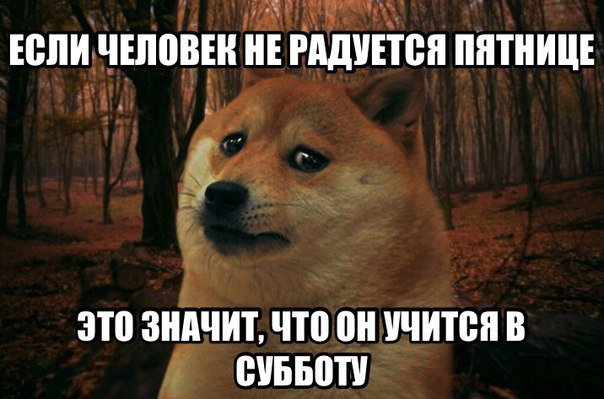 ЕСЛИ ЧЕЛОВЕК НЕ РАДУЕТСЯ ПЯТНИЦЕ
ЭТО ЗНАЧИТ, ЧТО ОН УЧИТСЯ В
СУББОТУ